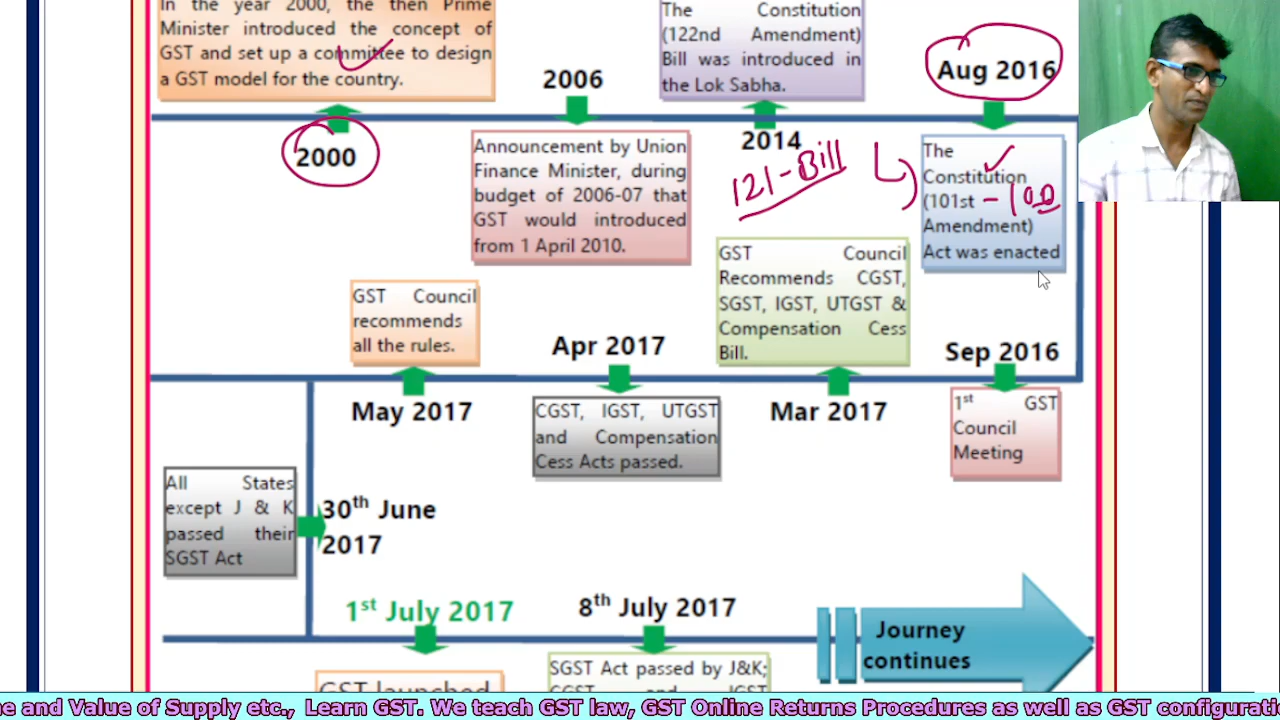 In the year 2000, the then Prime
Minister introduced the concept of
GST and set up a committee to design
a GST model for the country.
2000
2006
Announcement by Union
Finance Minister, during
budget of 2006-07 that
GST would introduced
from 1 April 2010.
The Constitution
(122nd Amendment)
Bill was introduced in
the Lok Sabha.
2014
121-Bill
Aug 2016
The
Constitution
(101st
Amendment)
Act was enacted
- 100
GST Council
recommends
all the rules.
May 2017
Apr 2017
CGST, IGST, UTGST
and Compensation
Cess Acts passed.
GST Council
Recommends CGST,
SGST, IGST, UTGST &
Compensation Cess
Bill.
Mar 2017
Sep 2016
1st GST
Council
Meeting
All States
except J & K
passed their
SGST Act
30th June
2017
1st July 2017
GST launched
8th July 2017
SGST Act passed by J&K;
CGST and IGST
Journey
continues
e and Value of Supply etc., Learn GST. We teach GST law, GST Online Returns Procedures as well as GST configurati